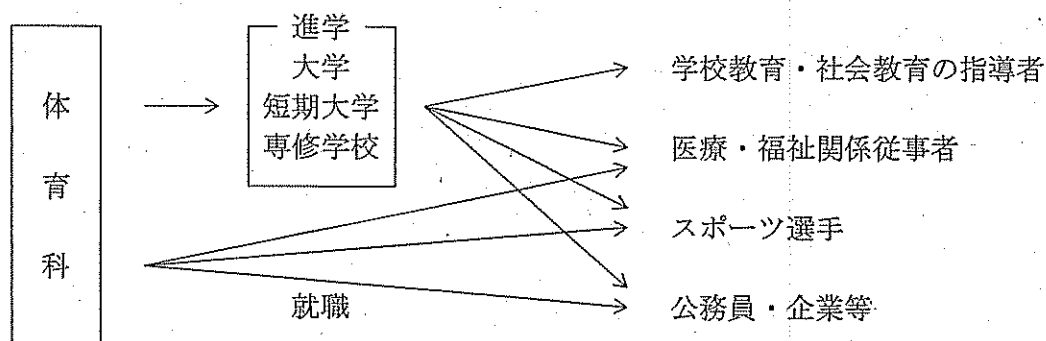 体育科
進学
大学
短期大学
専修学校
就職
学校教育・社会教育の指導者
医療・福祉関係従事者
スポーツ選手
公務員・企業等